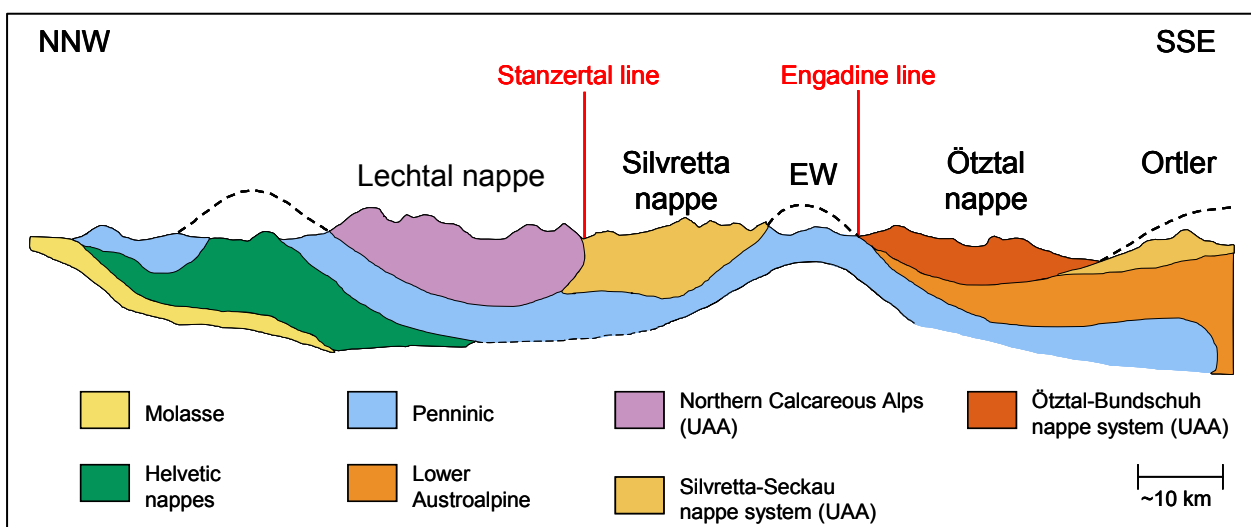 NNW
SSE
Stanzertal line
Engadine line
Lechtal nappe
Silvretta
nappe
EW
Ötztal
nappe
Ortler
Molasse
Penninic
Northern Calcareous Alps
(UAA)
Ötztal-Bundschuh
nappe system (UAA)
Helvetic
nappes
Lower
Austroalpine
Silvretta-Seckau
nappe system (UAA)
~10 km